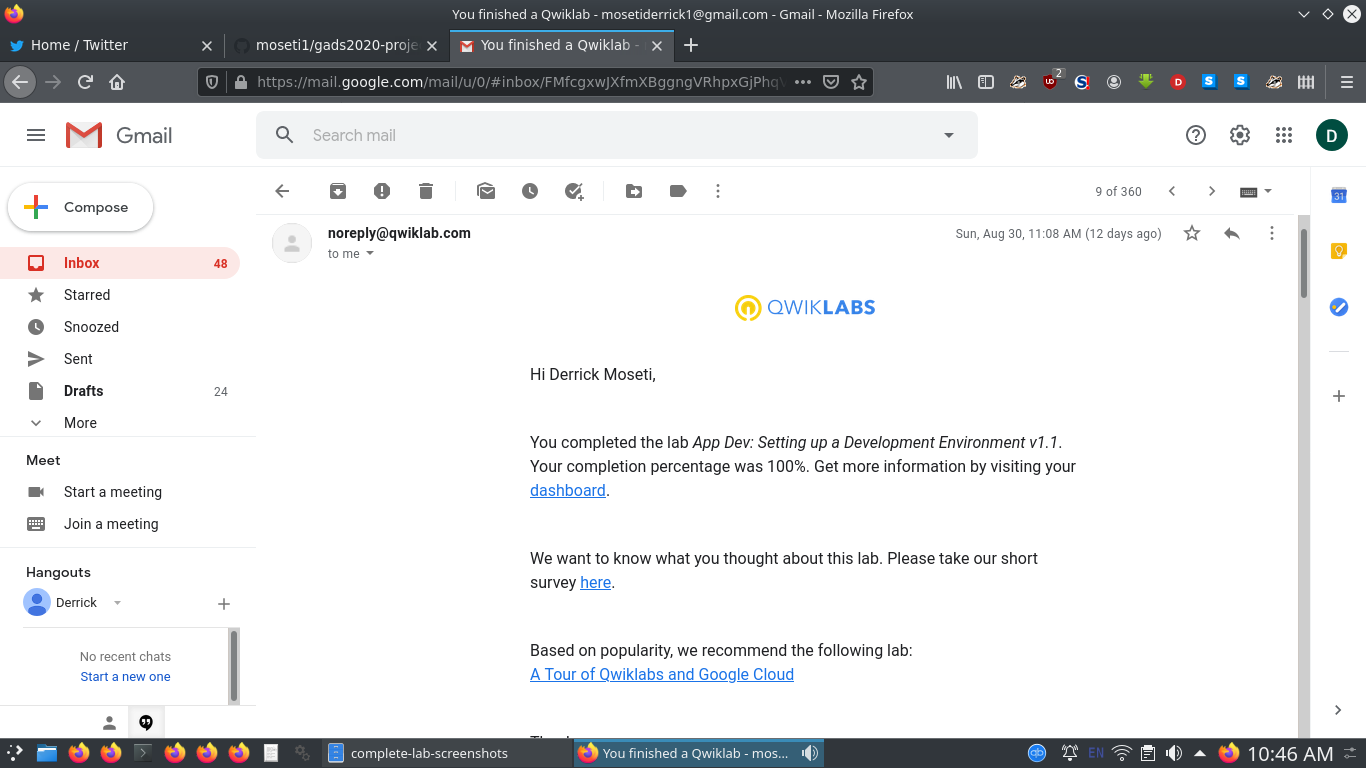 You finished a Qwiklab - mosetiderrick1@gmail.com - Gmail - Mozilla Firefox
Home / Twitter
moseti1/gads2020-proje
You finished a Qwiklab -
https://mail.google.com/mail/u/0/#inbox/FMfcgxwJXfmXBggngVRhpxGjPhqV
2
Gmail
Search mail
D
Compose
9 of 360
31
Inbox 48
Starred
Snoozed
Sent
Drafts 24
More
Meet
Start a meeting
Join a meeting
Hangouts
Derrick
No recent chats
Start a new one
noreply@qwiklab.com
Sun, Aug 30, 11:08 AM (12 days ago)
to me
QWIKLABS
Hi Derrick Moseti,
You completed the lab App Dev: Setting up a Development Environment v1.1.
Your completion percentage was 100%. Get more information by visiting your
dashboard.
We want to know what you thought about this lab. Please take our short
survey here.
Based on popularity, we recommend the following lab:
A Tour of Qwiklabs and Google Cloud
complete-lab-screenshots
You finished a Qwiklab - mos...
EN
10:46 AM